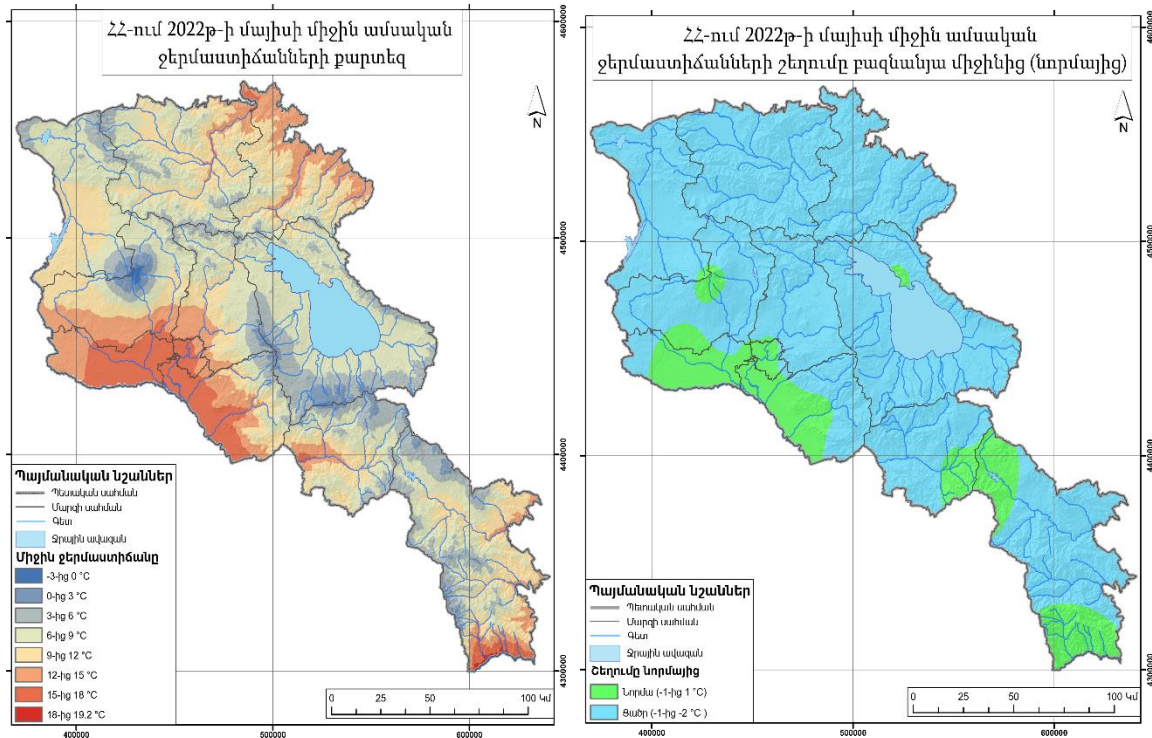 ՀՀ-ում 2022թ-ի մայիսի միջին ամսական
ջերմաստիճանների քարտեզ
N
4600000
4500000
4400000
4300000
Պայմանական նշաններ
Պետական սահման
Մարզի սահման
Գետ
Ջրային ավազան
Միջին ջերմաստիճանը
-3-ից 0 °C
0-ից 3 °C
3-ից 6 °C
6-ից 9 °C
9-ից 12 °C
12-ից 15 °C
15-ից 18 °C
18-ից 19.2 °C
0 25 50 100 Կմ
400000 500000 600000
ՀՀ-ում 2022թ-ի մայիսի միջին ամսական
ջերմաստիճանների շեղումը բազմամյա միջինից (նորմայից)
N
4600000
4500000
4400000
4300000
Պայմանական նշաններ
Պետական սահման
Մարզի սահման
Գետ
Ջրային ավազան
Շեղումը նորմայից
Նորմա (-1-ից 1 °C)
Ցածր (-1-ից -2 °C )
0 25 50 100 Կմ
400000 500000 600000